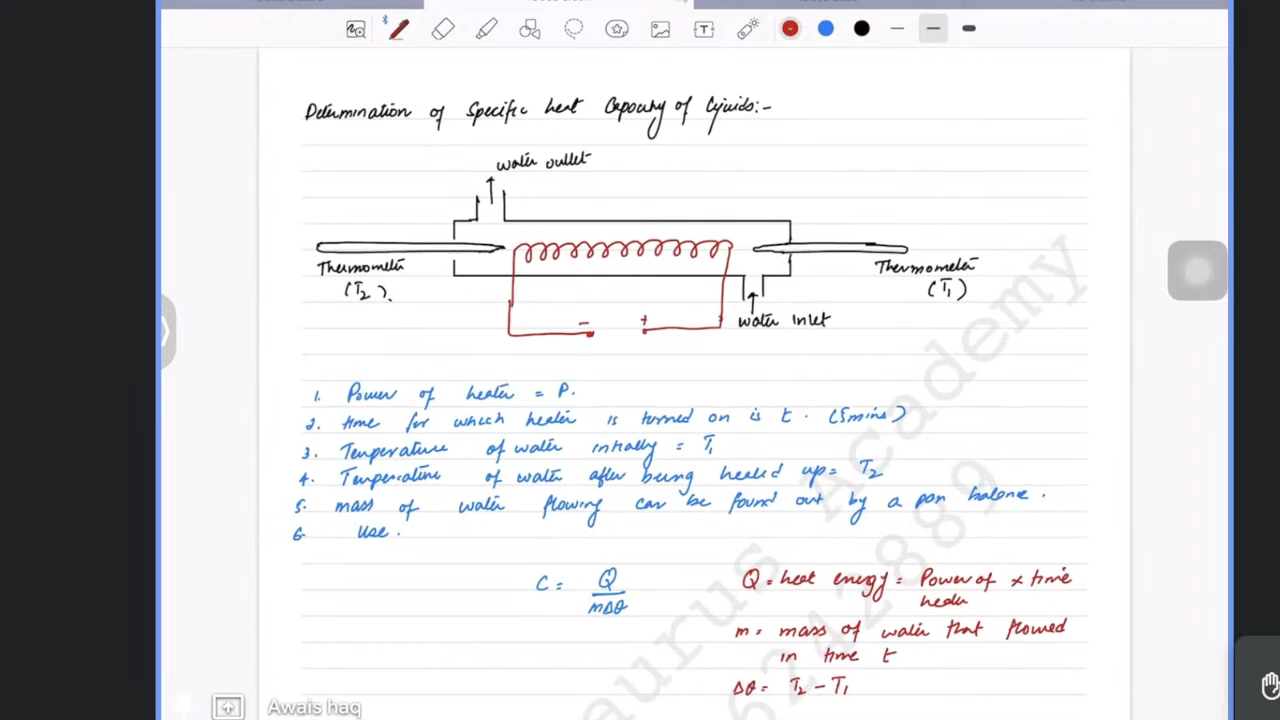 Determination of Specific heat Capacity of Liquids:-
water outlet
Thermometer
(T2)
Thermometer
(T1)
- +
water inlet
1. Power of heater = P.
2. time for which heater is turned on is t. (5mins)
3. Temperature of water initially = T1
4. Temperature of water after being heated up = T2
5. mass of water flowing can be found out by a pan balance.
6. Use.
C = Q
mΔθ
Q = heat energy = Power of heater × time
m = mass of water that flowed
in time t
Δθ = T2 - T1
aurus Academy
6242889
Awais haq